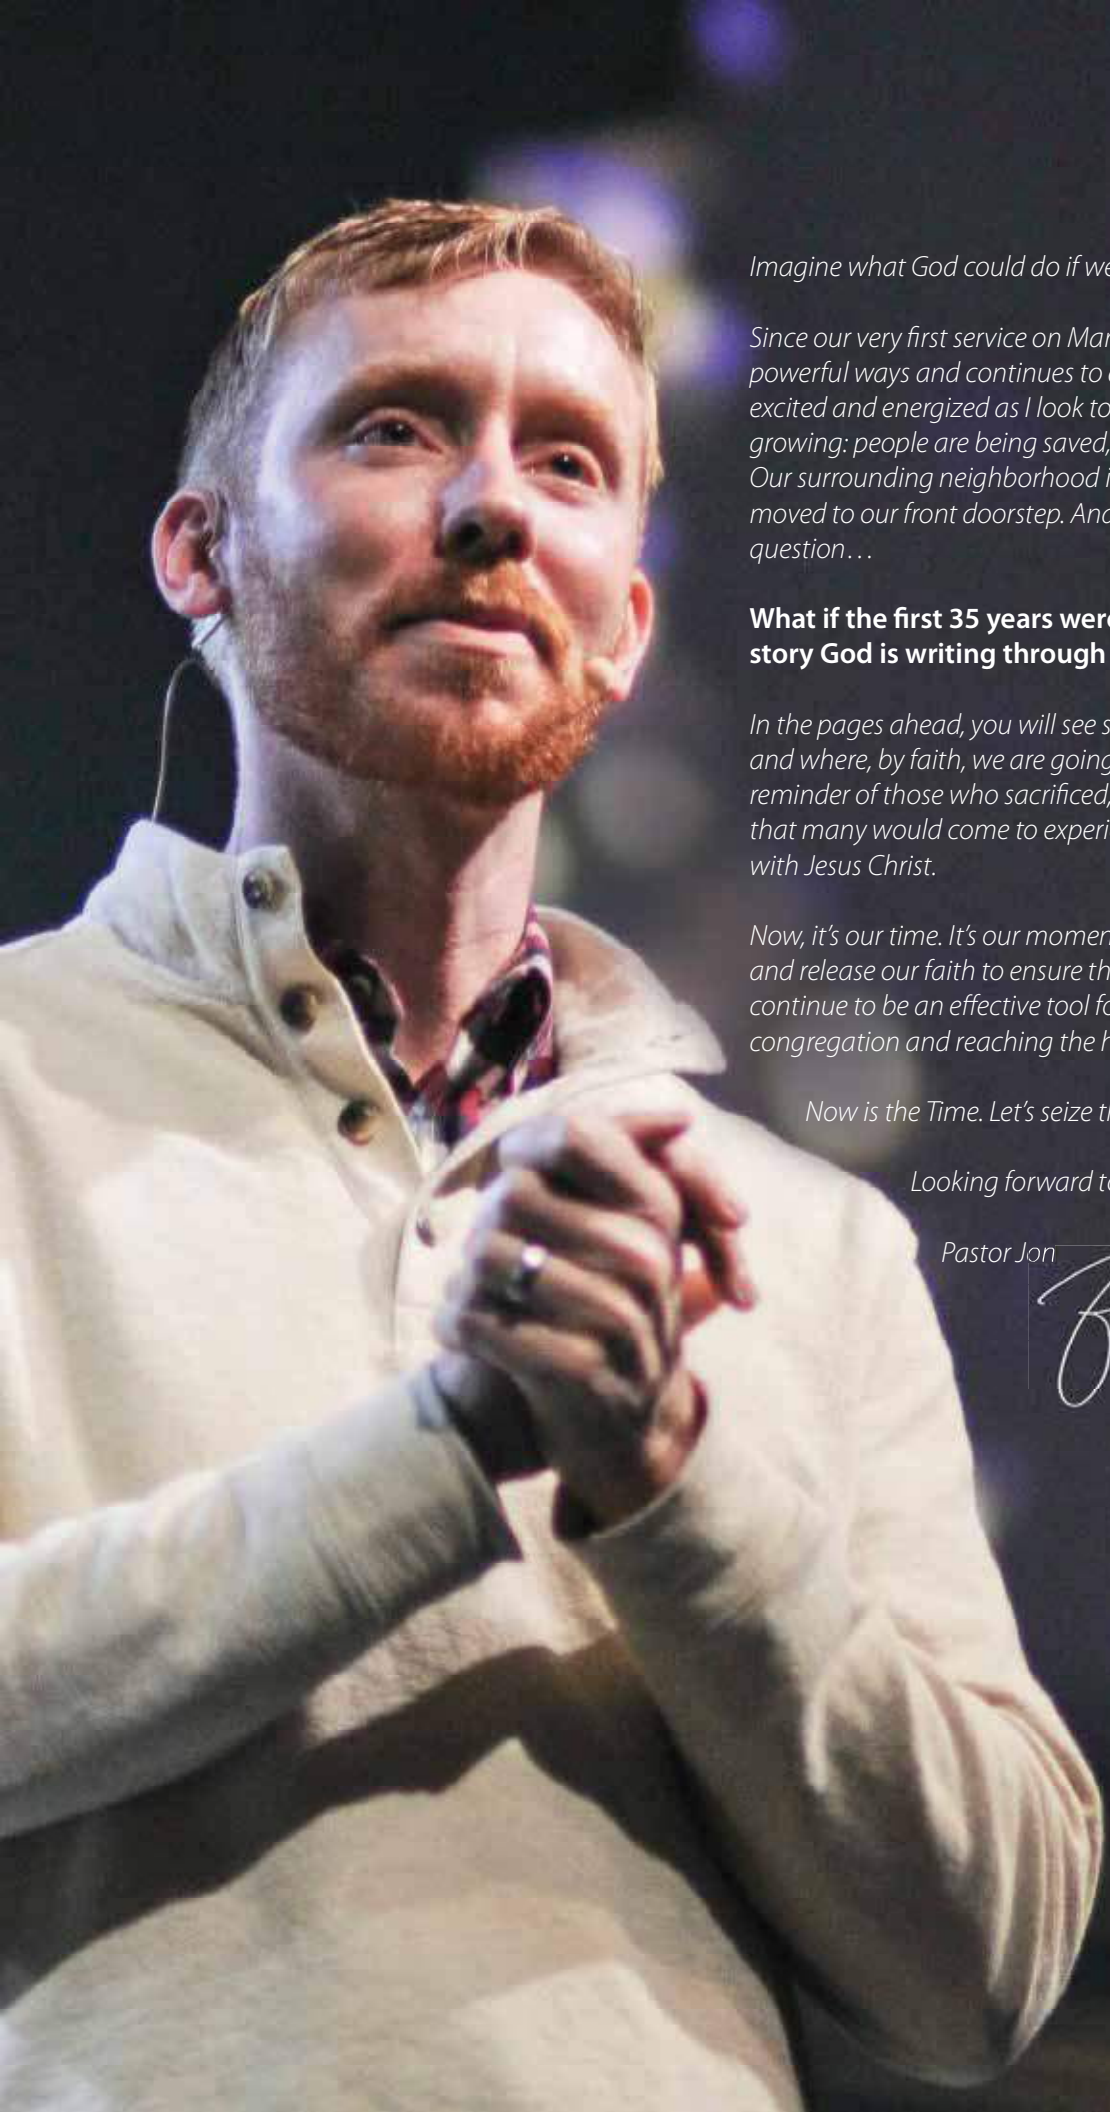 Imagine what God could do if we
Since our very first service on Mar
powerful ways and continues to
excited and energized as I look to
growing: people are being saved,
Our surrounding neighborhood i
moved to our front doorstep. And
question…
What if the first 35 years were
story God is writing through
In the pages ahead, you will see s
and where, by faith, we are going
reminder of those who sacrificed,
that many would come to experi
with Jesus Christ.
Now, it’s our time. It’s our momen
and release our faith to ensure th
continue to be an effective tool fo
congregation and reaching the h
Now is the Time. Let’s seize th
Looking forward to
Pastor Jon